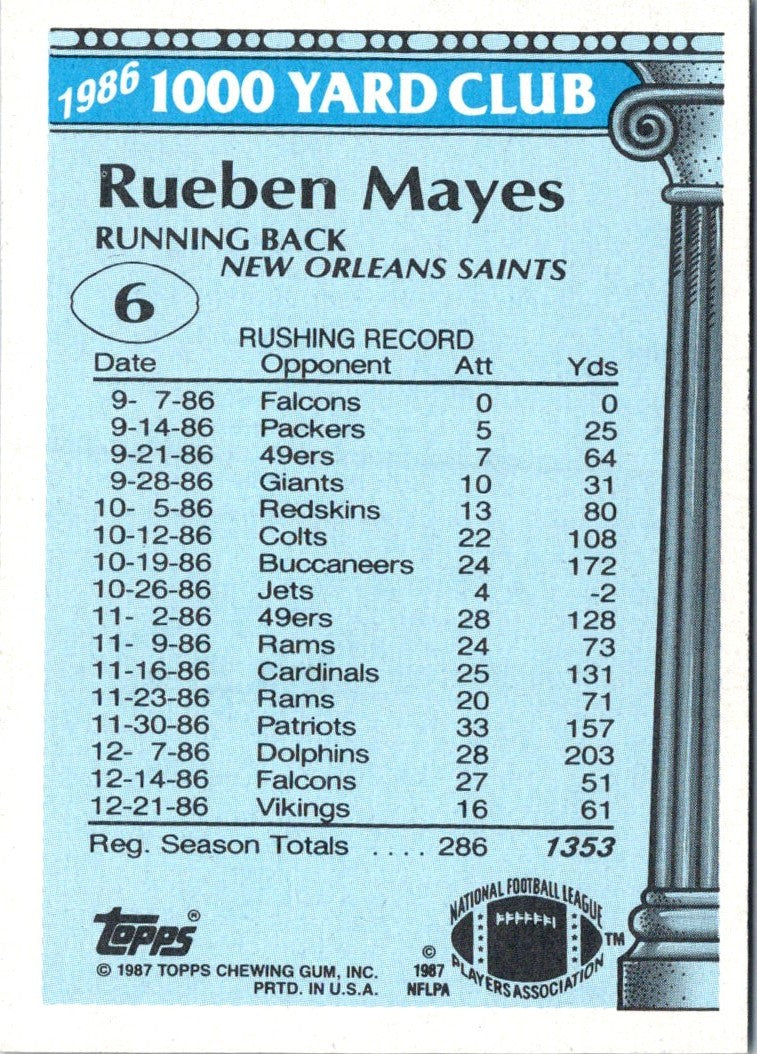 1986 1000 YARD CLUB
Rueben Mayes
RUNNING BACK
NEW ORLEANS SAINTS
6
RUSHING RECORD
Date Opponent Att Yds
9- 7-86 Falcons 0 0
9-14-86 Packers 5 25
9-21-86 49ers 7 64
9-28-86 Giants 10 31
10- 5-86 Redskins 13 80
10-12-86 Colts 22 108
10-19-86 Buccaneers 24 172
10-26-86 Jets 4 -2
11- 2-86 49ers 28 128
11- 9-86 Rams 24 73
11-16-86 Cardinals 25 131
11-23-86 Rams 20 71
11-30-86 Patriots 33 157
12- 7-86 Dolphins 28 203
12-14-86 Falcons 27 51
12-21-86 Vikings 16 61
Reg. Season Totals .... 286 1353
Topps®
© 1987 TOPPS CHEWING GUM, INC.
PRTD. IN U.S.A.
© 1987 NFLPA
NATIONAL FOOTBALL LEAGUE
PLAYERS ASSOCIATION TM